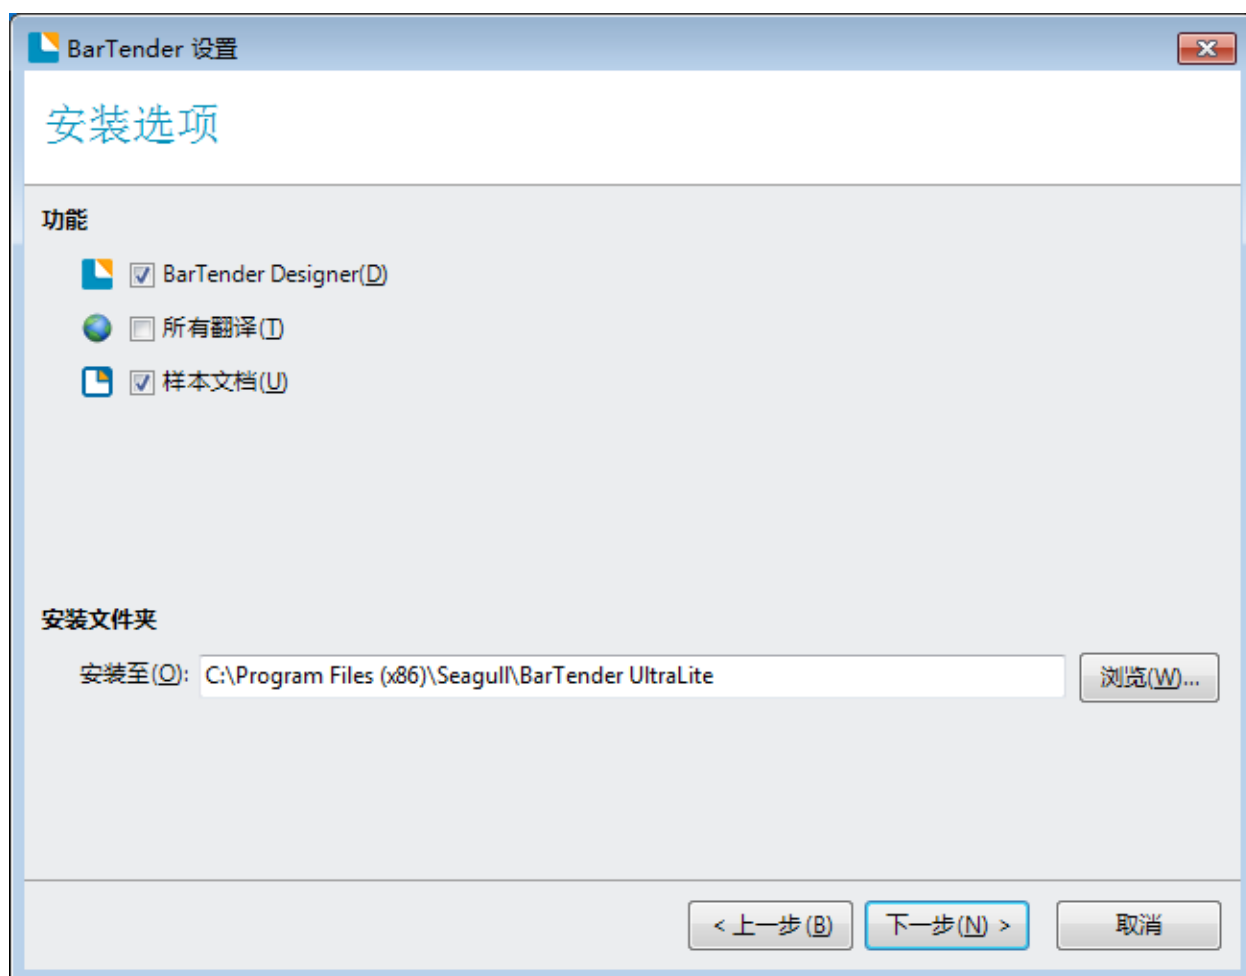 BarTender 设置
安装选项
功能
BarTender Designer(D)
所有翻译(T)
样本文档(U)
安装文件夹
安装至(O): C:\Program Files (x86)\Seagull\BarTender UltraLite 浏览(W)...
< 上一步(B) 下一步(N) > 取消